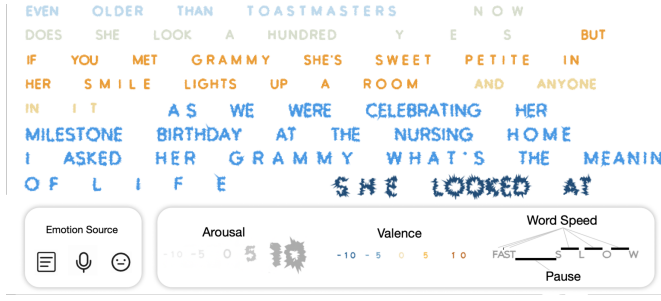 EVEN OLDER THAN TOASTMASTERS NOW
DOES SHE LOOK A HUNDRED YES BUT
IF YOU MET GRAMMY SHE'S SWEET PETITE IN
HER SMILE LIGHTS UP A ROOM AND ANYONE
IN IT AS WE WERE CELEBRATING HER
MILESTONE BIRTHDAY AT THE NURSING HOME
I ASKED HER GRAMMY WHAT'S THE MEANIN
OF LIFE SHE LOOKED AT
Emotion Source
Arousal
-10 -5 0 5 10
Valence
-10 -5 0 5 10
Word Speed
FAST SLOW
Pause